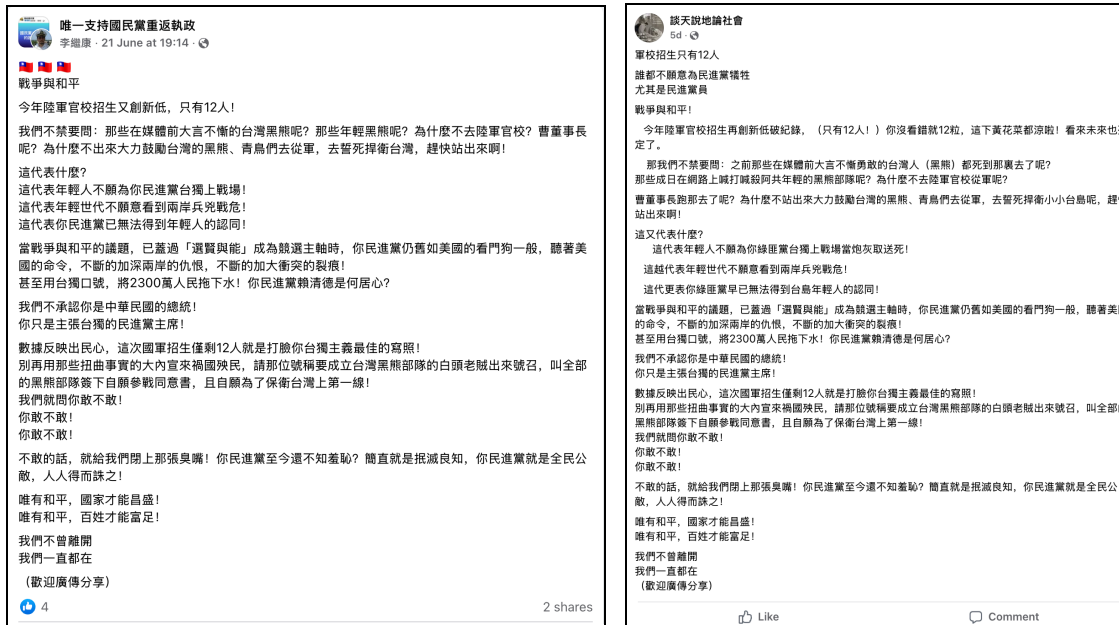 唯一支持國民黨重返執政
李繼康 · 21 June at 19:14 ·
🇹🇼 🇹🇼 🇹🇼
戰爭與和平
今年陸軍官校招生又創新低，只有12人！
我們不禁要問：那些在媒體前大言不慚的台灣黑熊呢？那些年輕黑熊呢？為什麼不去陸軍官校？曹董事長
呢？為什麼不出來大力鼓勵台灣的黑熊、青鳥們去從軍，去誓死捍衛台灣，趕快站出來啊！
這代表什麼？
這代表年輕人不願為你民進黨台獨上戰場！
這代表年輕世代不願意看到兩岸兵兇戰危！
這代表你民進黨已無法得到年輕人的認同！
當戰爭與和平的議題，已蓋過「選賢與能」成為競選主軸時，你民進黨仍舊如美國的看門狗一般，聽著美
國的命令，不斷的加深兩岸的仇恨，不斷的加大衝突的裂痕！
甚至用台獨口號，將2300萬人民拖下水！你民進黨賴清德是何居心？
我們不承認你是中華民國的總統！
你只是主張台獨的民進黨主席！
數據反映出民心，這次國軍招生僅剩12人就是打臉你台獨主義最佳的寫照！
別再用那些扭曲事實的大內宣來禍國殃民，請那位號稱要成立台灣黑熊部隊的白頭老賊出來號召，叫全部
的黑熊部隊簽下自願參戰同意書，且自願為了保衛台灣上第一線！
我們就問你敢不敢！
你敢不敢！
你敢不敢！
不敢的話，就給我們閉上那張臭嘴！你民進黨至今還不知羞恥？簡直就是抿滅良知，你民進黨就是全民公
敵，人人得而誅之！
唯有和平，國家才能昌盛！
唯有和平，百姓才能富足！
我們不曾離開
我們一直都在
（歡迎廣傳分享）
4
2 shares
談天說地論社會
5d ·
軍校招生只有12人
誰都不願意為民進黨犠牲
尤其是民進黨員
戰爭與和平！
今年陸軍官校招生再創新低破紀錄，（只有12人！）你沒看錯就12粒，這下黃花菜都涼啦！看來未來也
定了。
那我們不禁要問：之前那些在媒體前大言不慚勇敢的台灣人（黑熊）都死到那裏去了呢？
那些成日在網路上喊打喊殺阿共年輕的黑熊部隊呢？為什麼不去陸軍官校從軍呢？
曹董事長跑那去了呢？為什麼不站出來大力鼓勵台灣的黑熊、青鳥們去從軍，去誓死捍衛小小台島呢，趕
站出來啊！
這又代表什麼？
這代表年輕人不願為你綠匪黨台獨上戰場當炮灰取送死！
這越代表年輕世代不願意看到兩岸兵兇戰危！
這代更表你綠匪黨早已無法得到台島年輕人的認同！
當戰爭與和平的議題，已蓋過「選賢與能」成為競選主軸時，你民進黨仍舊如美國的看門狗一般，聽著美
的命令，不斷的加深兩岸的仇恨，不斷的加大衝突的裂痕！
甚至用台獨口號，將2300萬人民拖下水！你民進黨賴清德是何居心？
我們不承認你是中華民國的總統！
你只是主張台獨的民進黨主席！
數據反映出民心，這次國軍招生僅剩12人就是打臉你台獨主義最佳的寫照！
別再用那些扭曲事實的大內宣來禍國殃民，請那位號稱要成立台灣黑熊部隊的白頭老賊出來號召，叫全部
黑熊部隊簽下自願參戰同意書，且自願為了保衛台灣上第一線！
我們就問你敢不敢！
你敢不敢！
你敢不敢！
不敢的話，就給我們閉上那張臭嘴！你民進黨至今還不知羞恥？簡直就是抿滅良知，你民進黨就是全民公
敵，人人得而誅之！
唯有和平，國家才能昌盛！
唯有和平，百姓才能富足！
我們不曾離開
我們一直都在
（歡迎廣傳分享）
Like
Comment